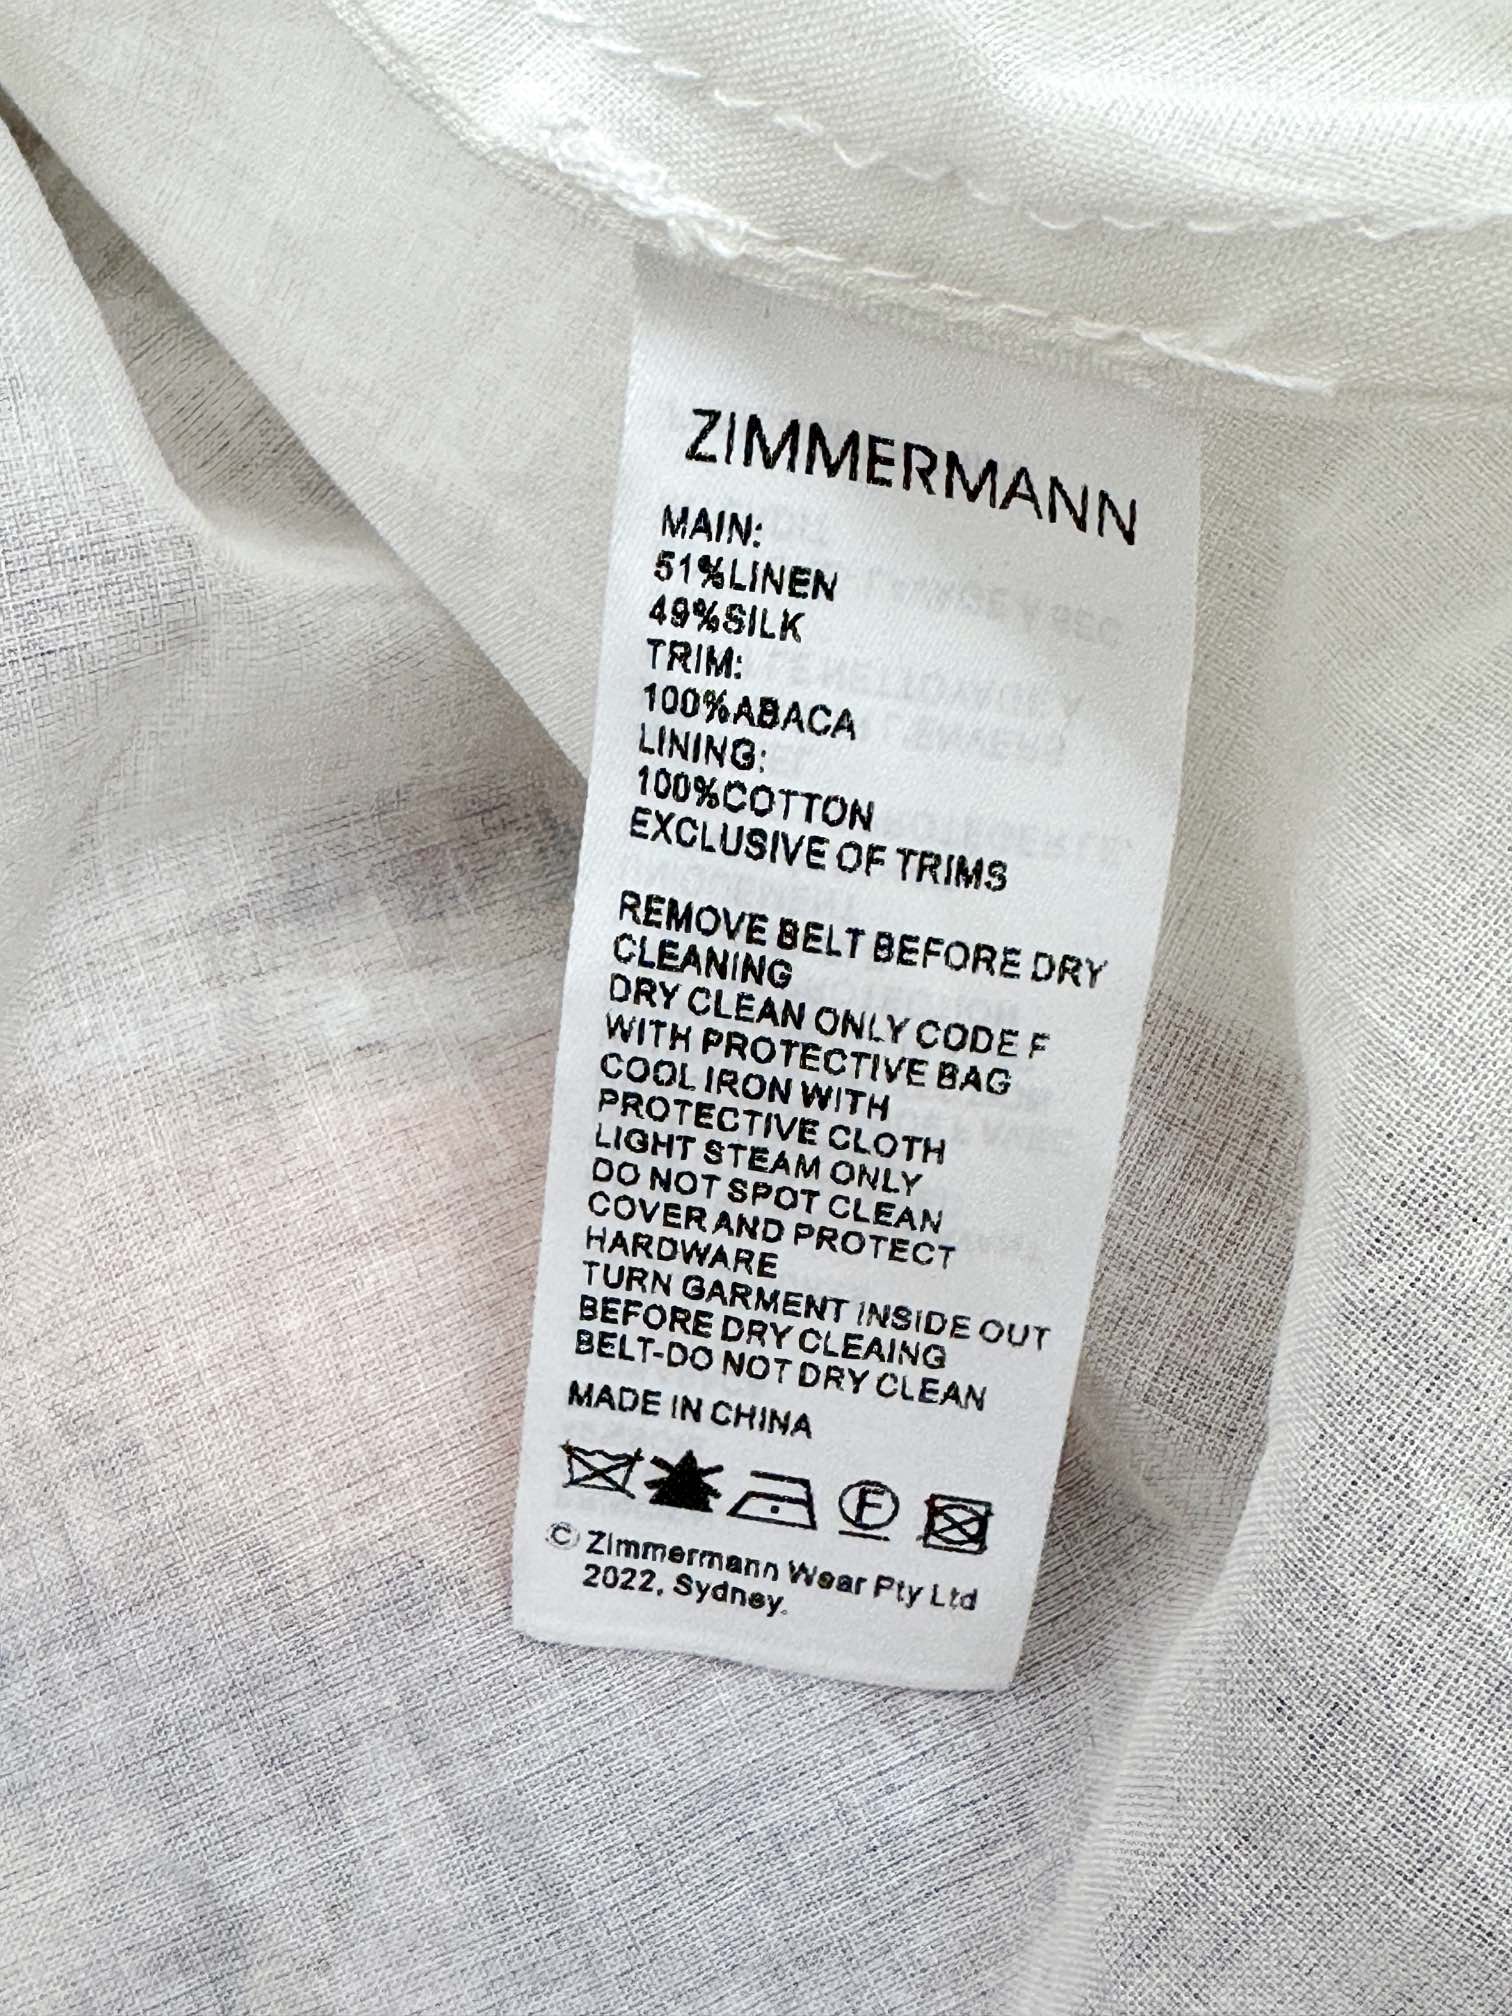 ZIMMERMANN
MAIN:
51%LINEN
49%SILK
TRIM:
100%ABACA
LINING:
100%COTTON
EXCLUSIVE OF TRIMS
REMOVE BELT BEFORE DRY
CLEANING
DRY CLEAN ONLY CODE F
WITH PROTECTIVE BAG
COOL IRON WITH
PROTECTIVE CLOTH
LIGHT STEAM ONLY
DO NOT SPOT CLEAN
COVER AND PROTECT
HARDWARE
TURN GARMENT INSIDE OUT
BEFORE DRY CLEAING
BELT-DO NOT DRY CLEAN
MADE IN CHINA
F
© Zimmermann Wear Pty Ltd
2022, Sydney.